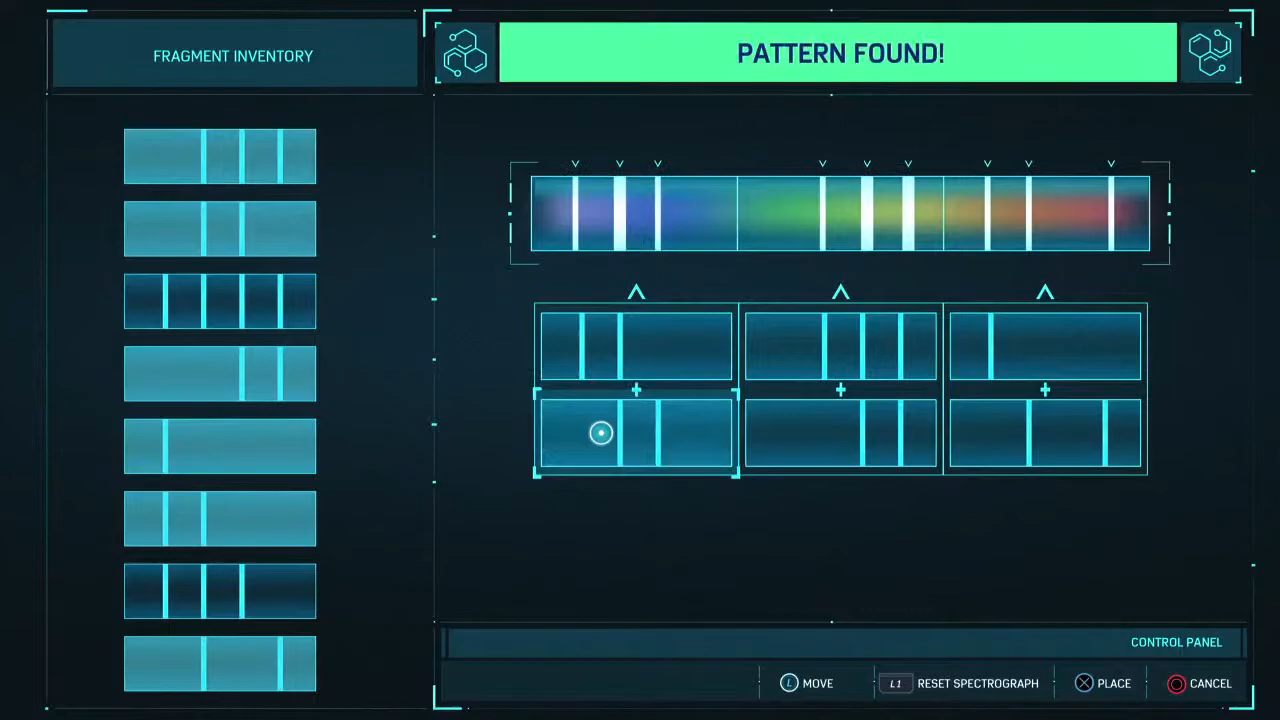 FRAGMENT INVENTORY
PATTERN FOUND!
CONTROL PANEL
L MOVE
L1 RESET SPECTROGRAPH
PLACE
CANCEL